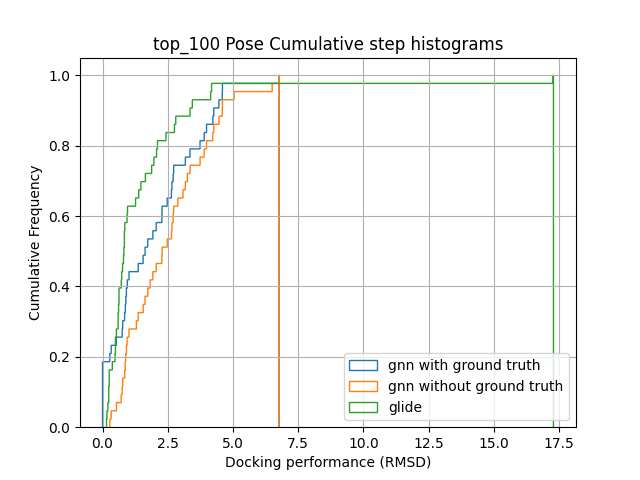 top_100 Pose Cumulative step histograms
Cumulative Frequency
1.0
0.8
0.6
0.4
0.2
0.0
0.0 2.5 5.0 7.5 10.0 12.5 15.0 17.5
Docking performance (RMSD)
gnn with ground truth
gnn without ground truth
glide